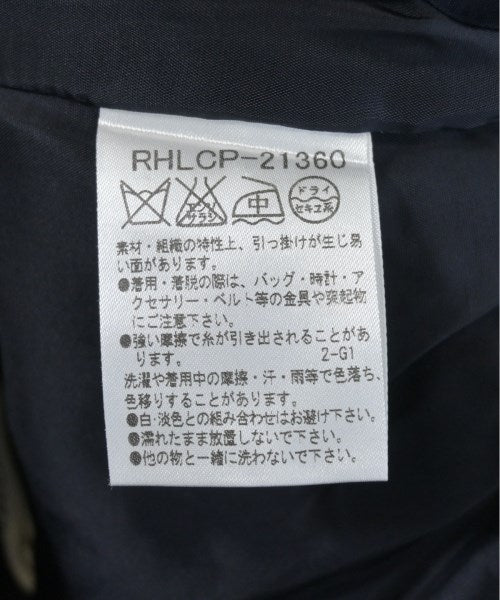 RHLCP-21360
エンソ サラシ 中 ドライ セキユ系
素材・組織の特性上、引っ掛けが生じ易
い面があります。
●着用・着脱の際は、バッグ・時計・ア
クセサリー・ベルト等の金具や突起物
にご注意下さい。
●強い摩擦で糸が引き出されることがあ
ります。 2-G1
洗濯や着用中の摩擦・汗・雨等で色落ち、
色移りすることがあります。
●白・淡色との組み合わせはお避け下さい。
●濡れたまま放置しないで下さい。
●他の物と一緒に洗わないで下さい。